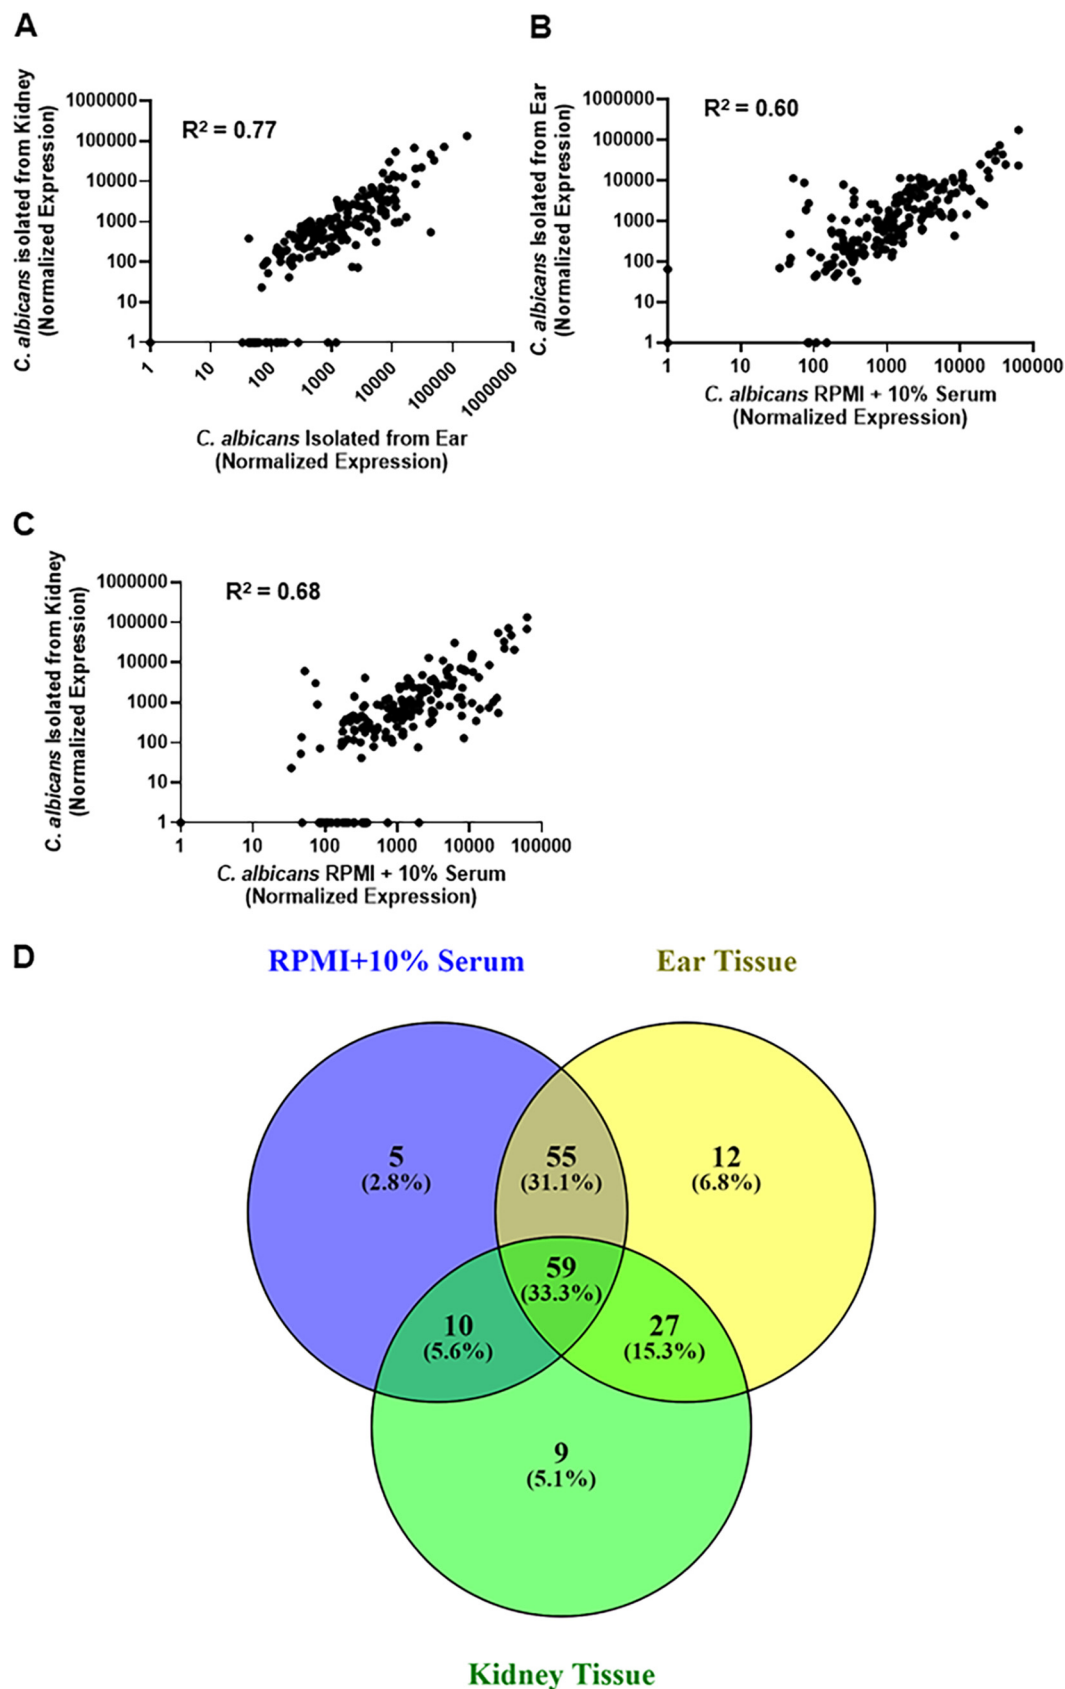 A
C. albicans isolated from Kidney
(Normalized Expression)
1000000
100000
10000
1000
100
10
1
R² = 0.77
1 10 100 1000 10000 100000 1000000
C. albicans Isolated from Ear
(Normalized Expression)
B
C. albicans Isolated from Ear
(Normalized Expression)
1000000
100000
10000
1000
100
10
1
R² = 0.60
1 10 100 1000 10000 100000
C. albicans RPMI + 10% Serum
(Normalized Expression)
C
C. albicans Isolated from Kidney
(Normalized Expression)
1000000
100000
10000
1000
100
10
1
R² = 0.68
1 10 100 1000 10000 100000
C. albicans RPMI + 10% Serum
(Normalized Expression)
D
RPMI+10% Serum
Ear Tissue
5
(2.8%)
55
(31.1%)
12
(6.8%)
59
(33.3%)
10
(5.6%)
27
(15.3%)
9
(5.1%)
Kidney Tissue